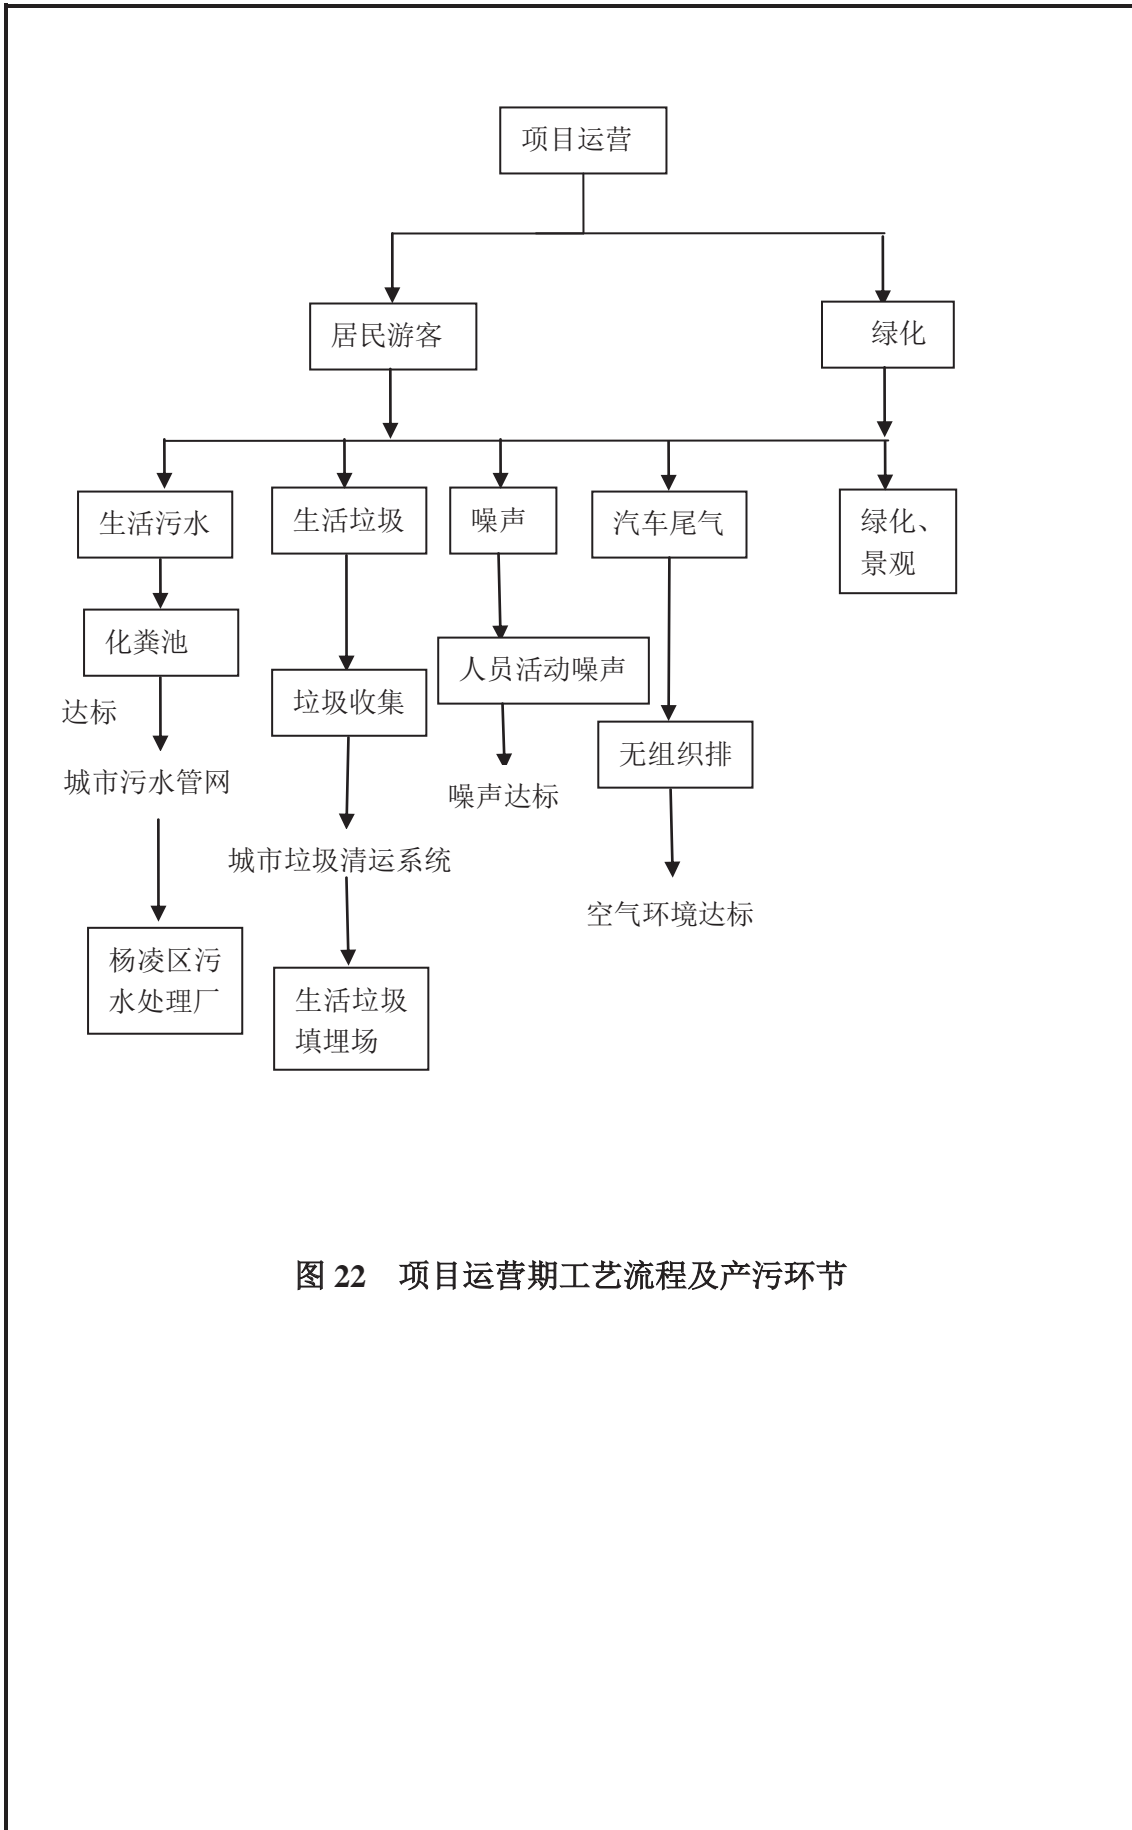 项目运营
居民游客
绿化
生活污水
生活垃圾
噪声
汽车尾气
绿化、
景观
化粪池
人员活动噪声
垃圾收集
达标
无组织排
城市污水管网
噪声达标
城市垃圾清运系统
空气环境达标
杨凌区污
水处理厂
生活垃圾
填埋场
图 22 项目运营期工艺流程及产污环节